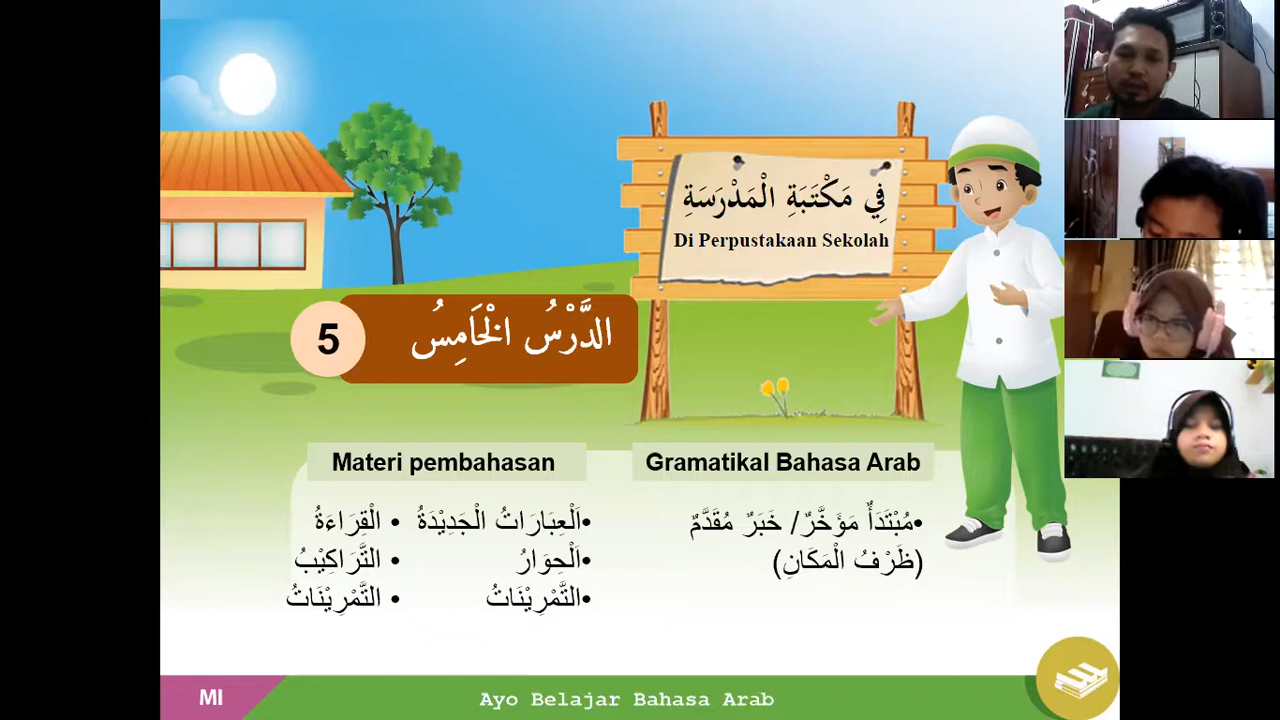 فِي مَكْتَبَةِ الْمَدْرَسَةِ
Di Perpustakaan Sekolah
5
الدَّرْسُ الْخَامِسُ
Materi pembahasan
•اَلْعِبَارَاتُ الْجَدِيْدَةُ • الْقِرَاءَةُ
•اَلْحِوَارُ • التَّرَاكِيْبُ
•التَّمْرِيْنَاتُ • التَّمْرِيْنَاتُ
Gramatikal Bahasa Arab
•مُبْتَدَأٌ مَؤَخَّرٌ/ خَبَرٌ مُقَدَّمٌ
(ظَرْفُ الْمَكَانِ)
MI
Ayo Belajar Bahasa Arab